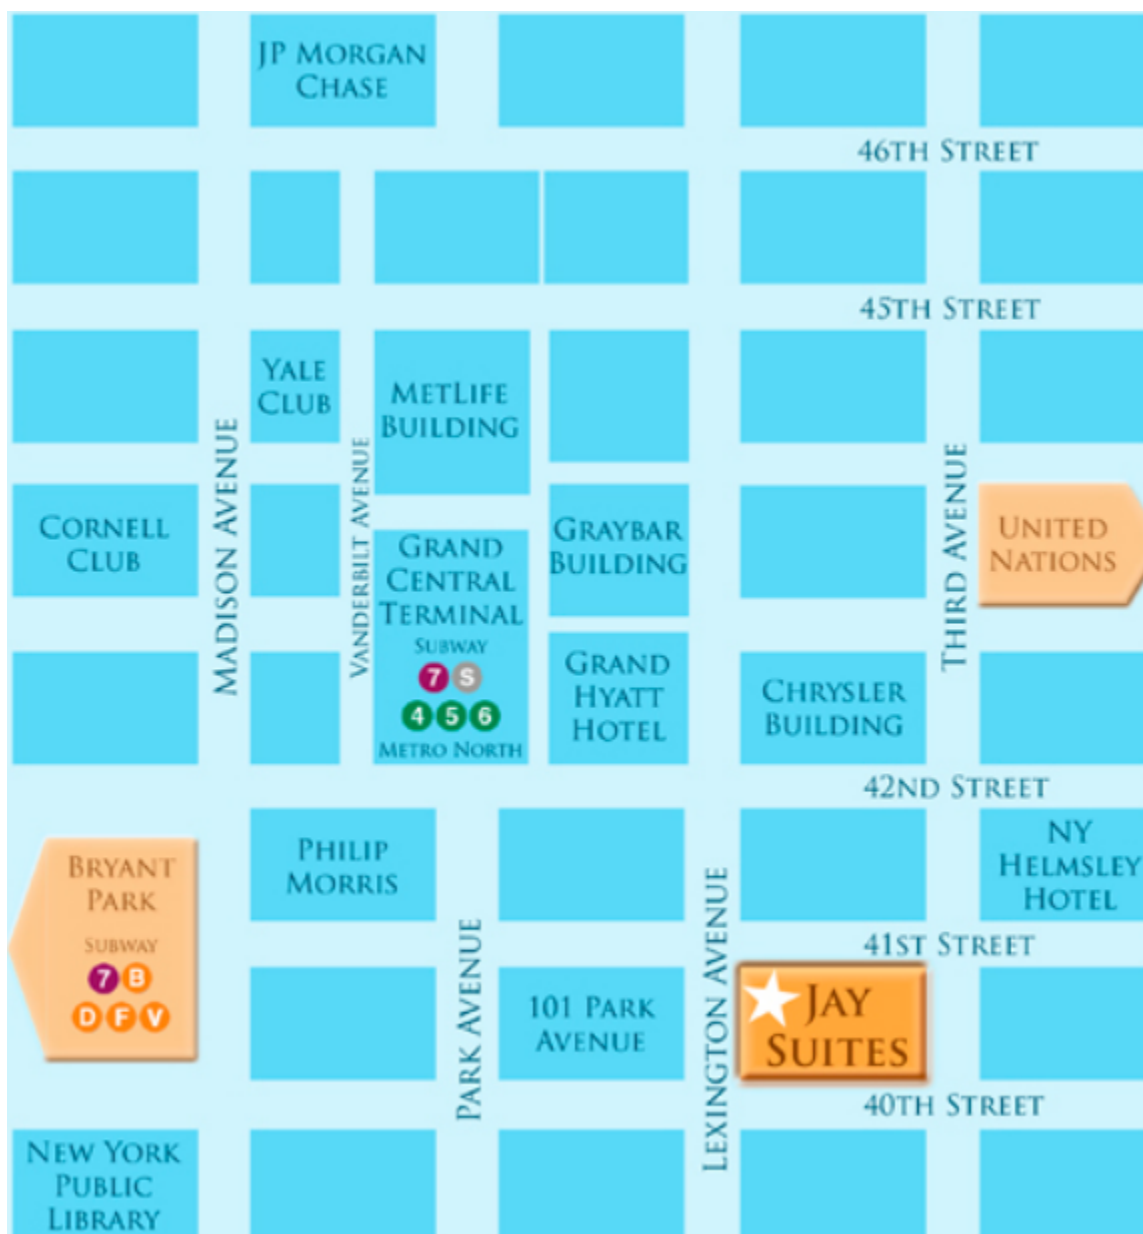 JP MORGAN
CHASE
46TH STREET
45TH STREET
YALE
CLUB
METLIFE
BUILDING
MADISON AVENUE
VANDERBILT AVENUE
THIRD AVENUE
CORNELL
CLUB
GRAND
CENTRAL
TERMINAL
SUBWAY
7 S
4 5 6
METRO NORTH
GRAYBAR
BUILDING
UNITED
NATIONS
GRAND
HYATT
HOTEL
CHRYSLER
BUILDING
42ND STREET
PHILIP
MORRIS
NY
HELMSLEY
HOTEL
BRYANT
PARK
SUBWAY
7 B
D F V
PARK AVENUE
LEXINGTON AVENUE
41ST STREET
101 PARK
AVENUE
JAY
SUITES
40TH STREET
NEW YORK
PUBLIC
LIBRARY